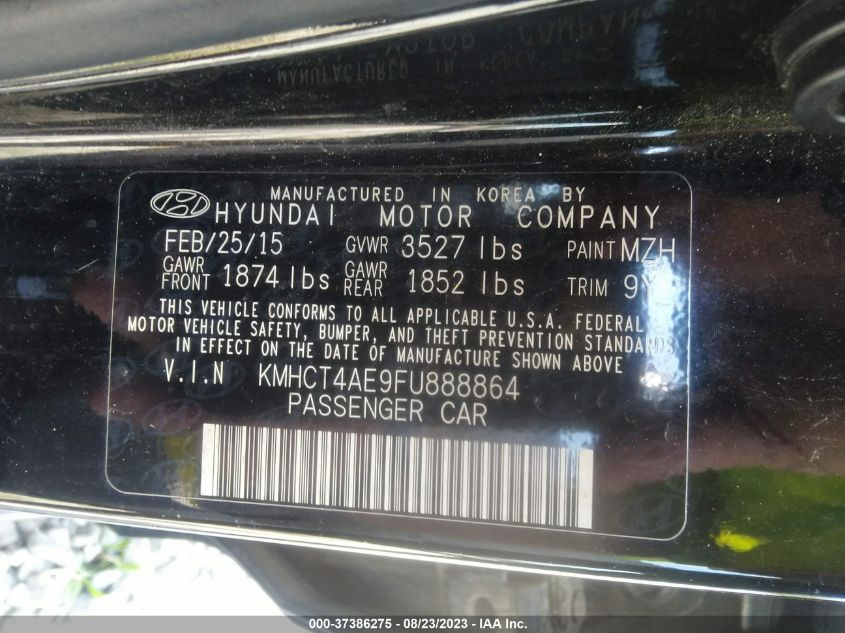 MANUFACTURED IN KOREA BY
HYUNDAI MOTOR COMPANY
FEB/25/15 GVWR 3527 lbs PAINT MZH
GAWR FRONT 1874 lbs GAWR REAR 1852 lbs TRIM 9Y
THIS VEHICLE CONFORMS TO ALL APPLICABLE U.S.A. FEDERAL
MOTOR VEHICLE SAFETY, BUMPER, AND THEFT PREVENTION STANDARDS
IN EFFECT ON THE DATE OF MANUFACTURE SHOWN ABOVE
V.I.N KMHCT4AE9FU888864
PASSENGER CAR
000-37386275 - 08/23/2023 - IAA Inc.